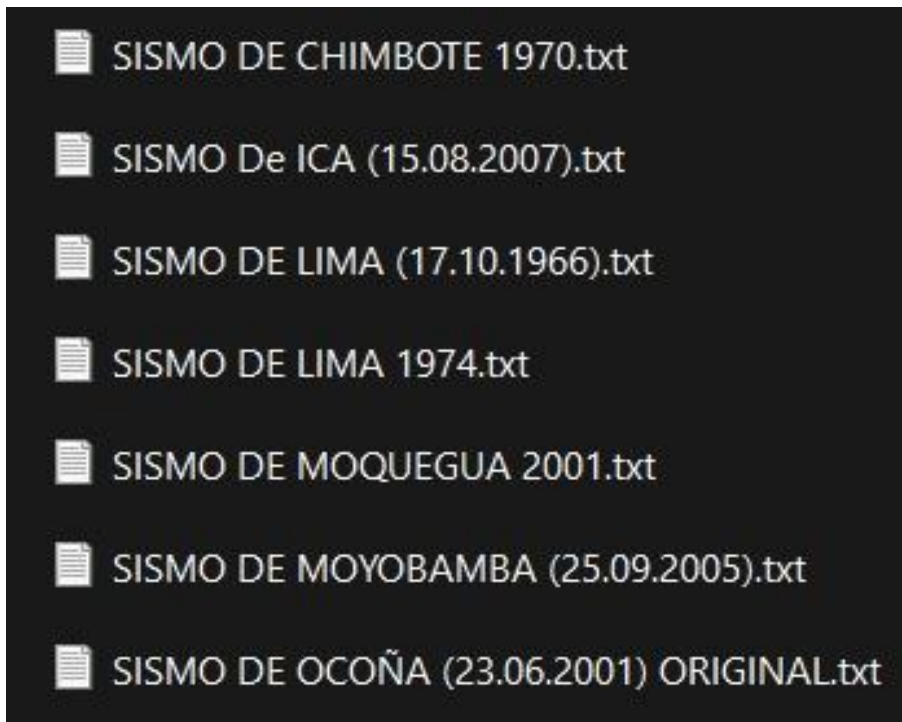 SISMO DE CHIMBOTE 1970.txt
SISMO De ICA (15.08.2007).txt
SISMO DE LIMA (17.10.1966).txt
SISMO DE LIMA 1974.txt
SISMO DE MOQUEGUA 2001.txt
SISMO DE MOYOBAMBA (25.09.2005).txt
SISMO DE OCOÑA (23.06.2001) ORIGINAL.txt